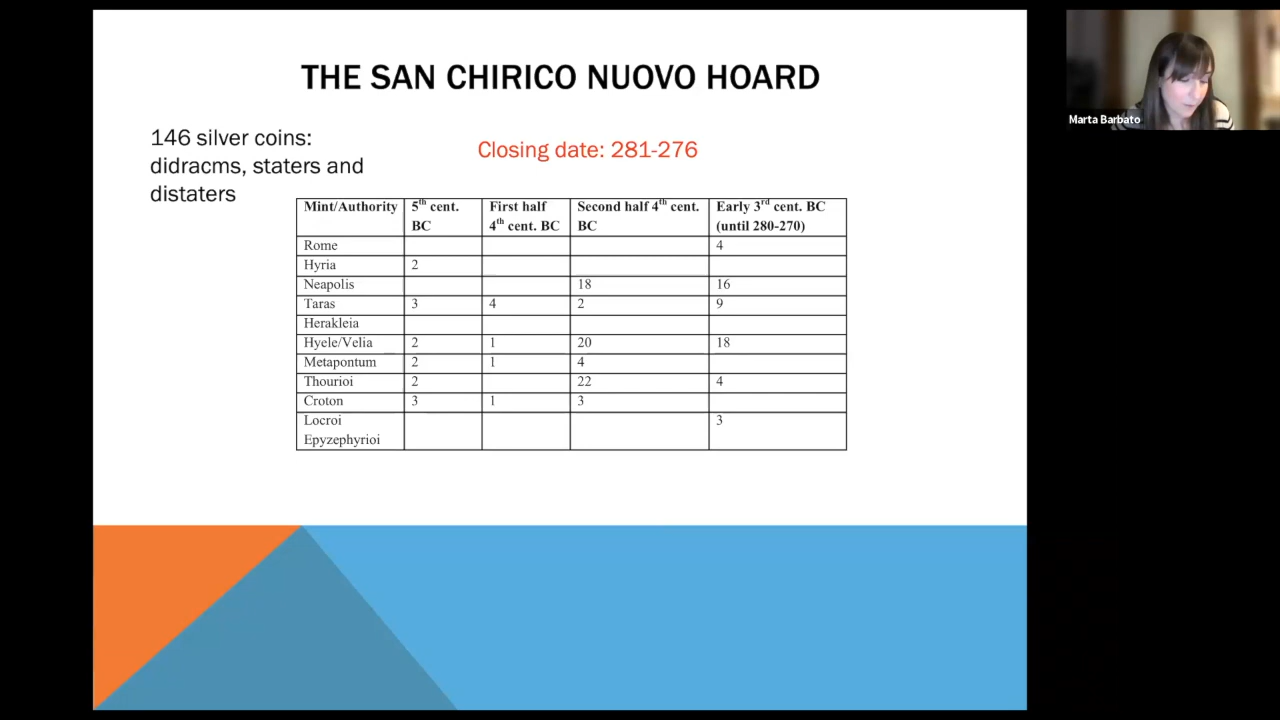 THE SAN CHIRICO NUOVO HOARD
146 silver coins:
didracms, staters and
distaters
Closing date: 281-276
Mint/Authority 5th cent. BC First half 4th cent. BC Second half 4th cent. BC Early 3rd cent. BC (until 280-270)
Rome 4
Hyria 2
Neapolis 18 16
Taras 3 4 2 9
Herakleia
Hyele/Velia 2 1 20 18
Metapontum 2 1 4
Thourioi 2 22 4
Croton 3 1 3
Locroi Epyzephyrioi 3
Marta Barbato